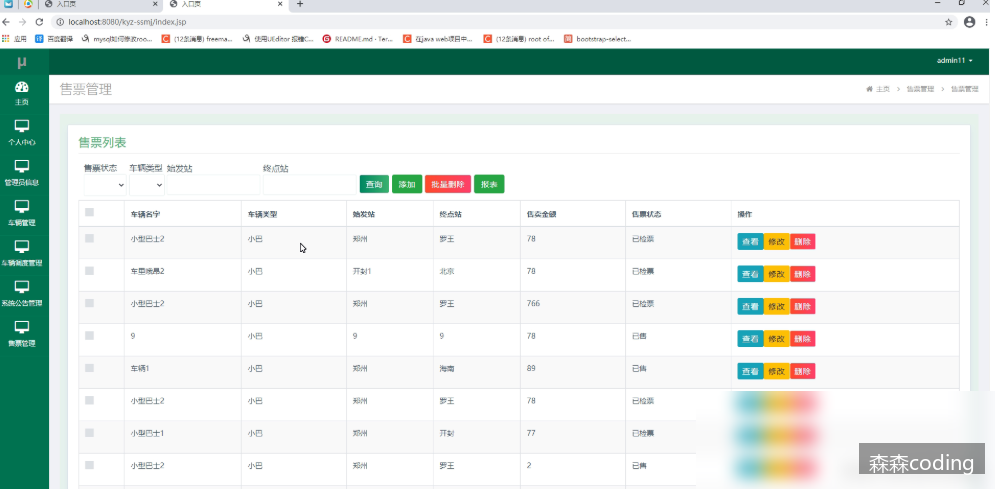 入口页
入口页
localhost:8080/kyz-ssmj/index.jsp
应用 百度翻译 mysql如何修改roo... (12条消息) freema... 使用UEditor 搭建C... README.md · Ter... 在java web项目中... (12条消息) root of... bootstrap-select...
μ
admin11
主页
个人中心
管理员信息
车辆管理
车辆调度管理
系统公告管理
售票管理
售票管理
主页 > 售票管理 > 售票管理
售票列表
售票状态 车辆类型 始发站 终点站
查询 添加 批量删除 报表
车辆名字 车辆类型 始发站 终点站 售卖金额 售票状态 操作
小型巴士2 小巴 郑州 罗王 78 已检票 查看 修改 删除
小巴 开封1 北京 78 已检票 查看 修改 删除
小型巴士2 小巴 郑州 罗王 766 已检票 查看 修改 删除
9 小巴 9 9 78 已售 查看 修改 删除
车辆1 小巴 郑州 海南 89 已售 查看 修改 删除
小型巴士2 小巴 郑州 罗王 78 已检票
小型巴士1 小巴 郑州 开封 77 已检票
小型巴士2 小巴 郑州 罗王 2 已售
森森coding